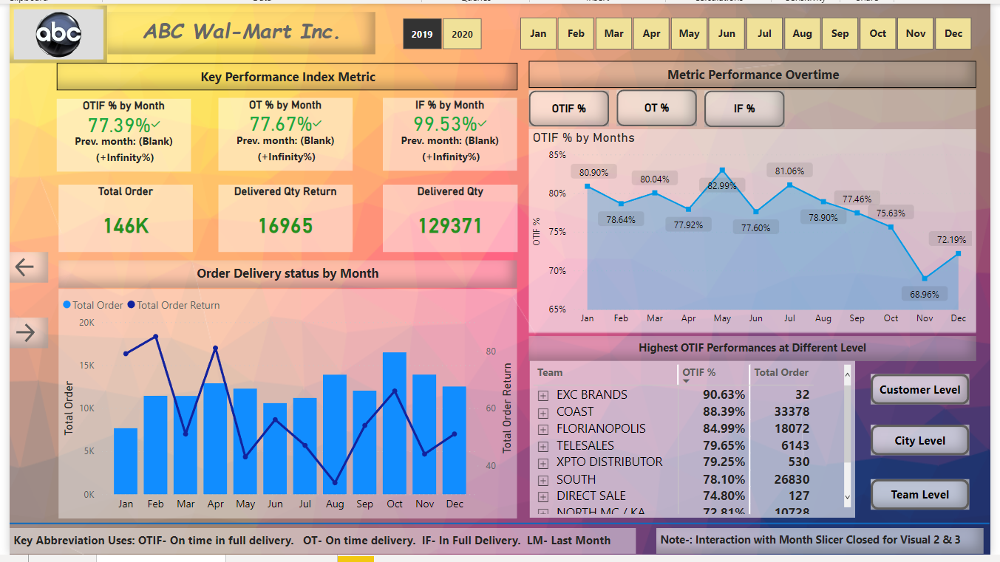 Clipboard Data Queries Insert Calculations Sensitivity Share
abc
ABC Wal-Mart Inc.
2019 2020
Jan Feb Mar Apr May Jun Jul Aug Sep Oct Nov Dec
Key Performance Index Metric
OTIF % by Month
77.39%
Prev. month: (Blank)
(+Infinity%)
OT % by Month
77.67%
Prev. month: (Blank)
(+Infinity%)
IF % by Month
99.53%
Prev. month: (Blank)
(+Infinity%)
Total Order
146K
Delivered Qty Return
16965
Delivered Qty
129371
Order Delivery status by Month
Total Order Total Order Return
20K
15K
10K
5K
0K
Total Order
80
60
40
Total Order Return
Jan Feb Mar Apr May Jun Jul Aug Sep Oct Nov Dec
Metric Performance Overtime
OTIF % OT % IF %
OTIF % by Months
85%
80%
75%
70%
65%
OTIF %
80.90%
78.64%
80.04%
77.92%
82.99%
77.60%
81.06%
78.90%
77.46%
75.63%
68.96%
72.19%
Jan Feb Mar Apr May Jun Jul Aug Sep Oct Nov Dec
Highest OTIF Performances at Different Level
Team OTIF % Total Order
EXC BRANDS 90.63% 32
COAST 88.39% 33378
FLORIANOPOLIS 84.99% 18072
TELESALES 79.65% 6143
XPTO DISTRIBUTOR 79.25% 530
SOUTH 78.10% 26830
DIRECT SALE 74.80% 127
NORTH MC / KA 72.81% 10728
Customer Level
City Level
Team Level
Key Abbreviation Uses: OTIF- On time in full delivery. OT- On time delivery. IF- In Full Delivery. LM- Last Month
Note-: Interaction with Month Slicer Closed for Visual 2 & 3